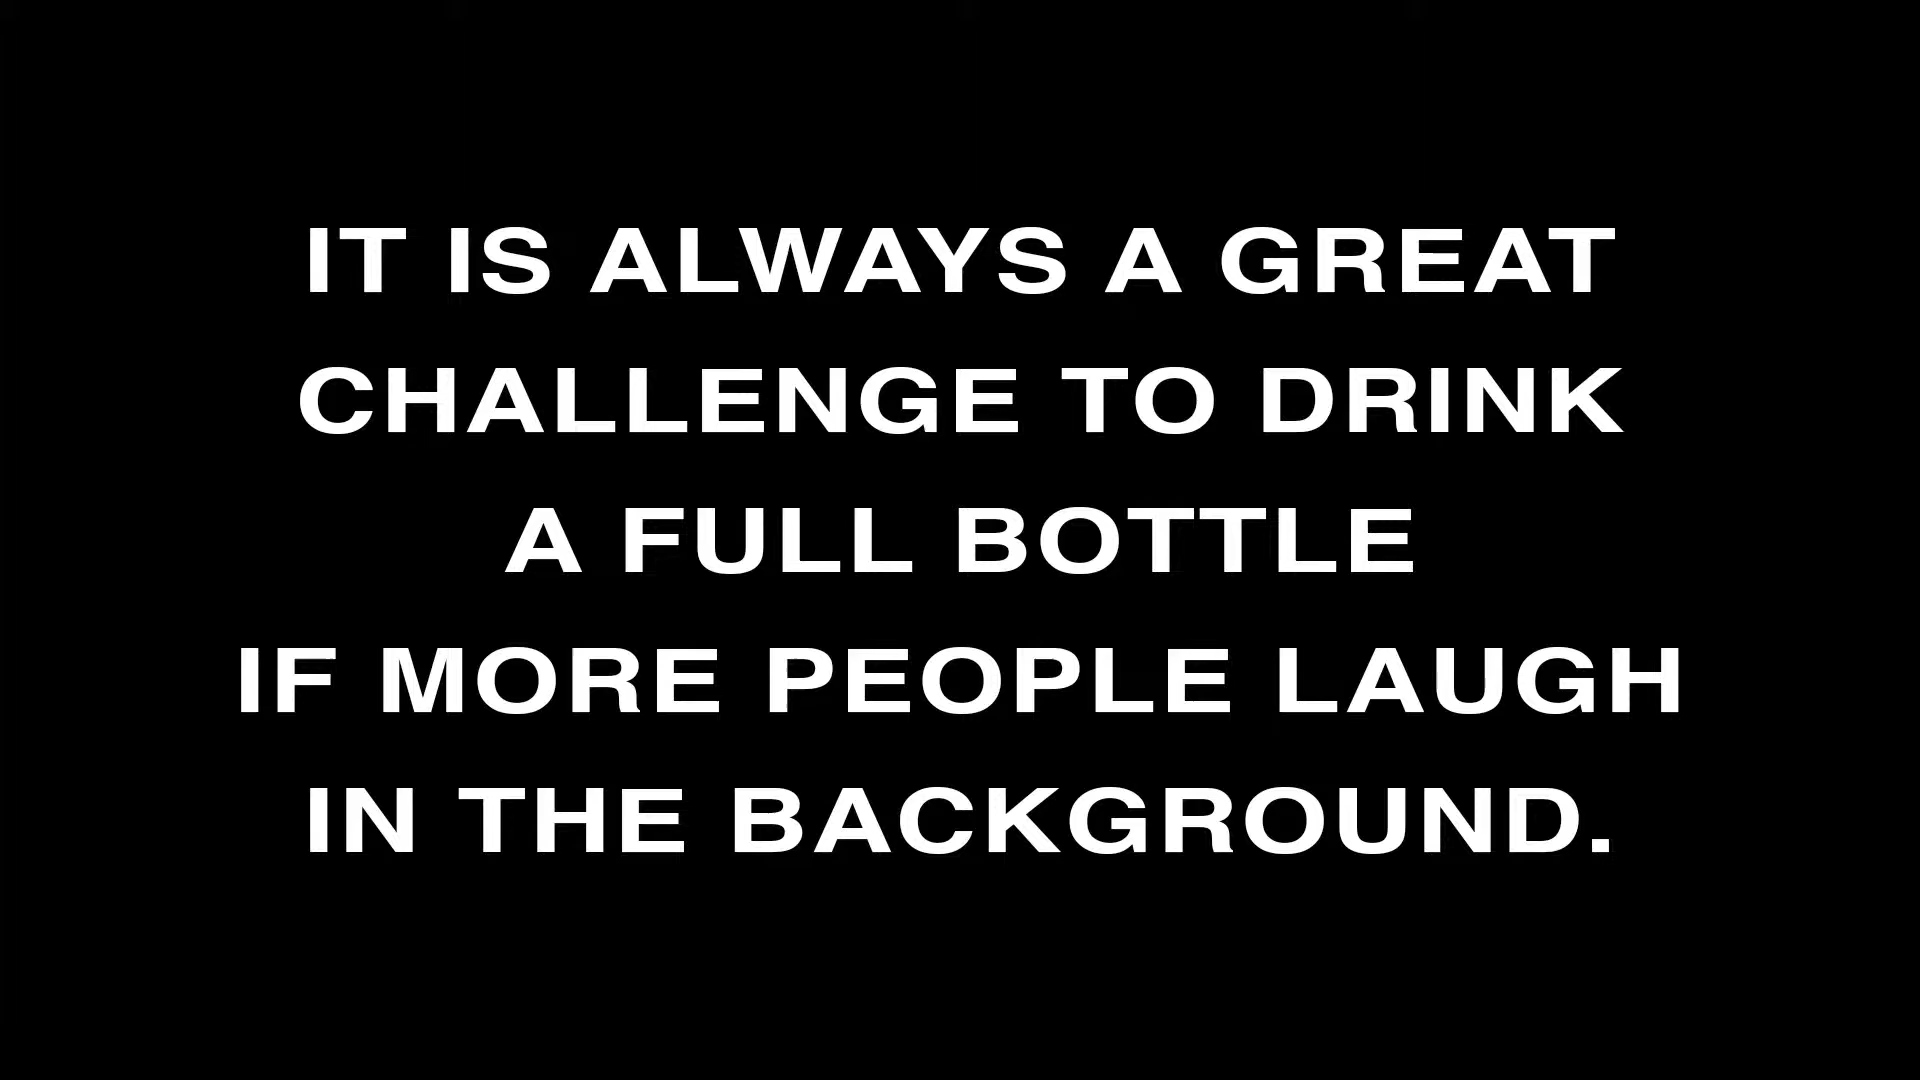 IT IS ALWAYS A GREAT
CHALLENGE TO DRINK
A FULL BOTTLE
IF MORE PEOPLE LAUGH
IN THE BACKGROUND.